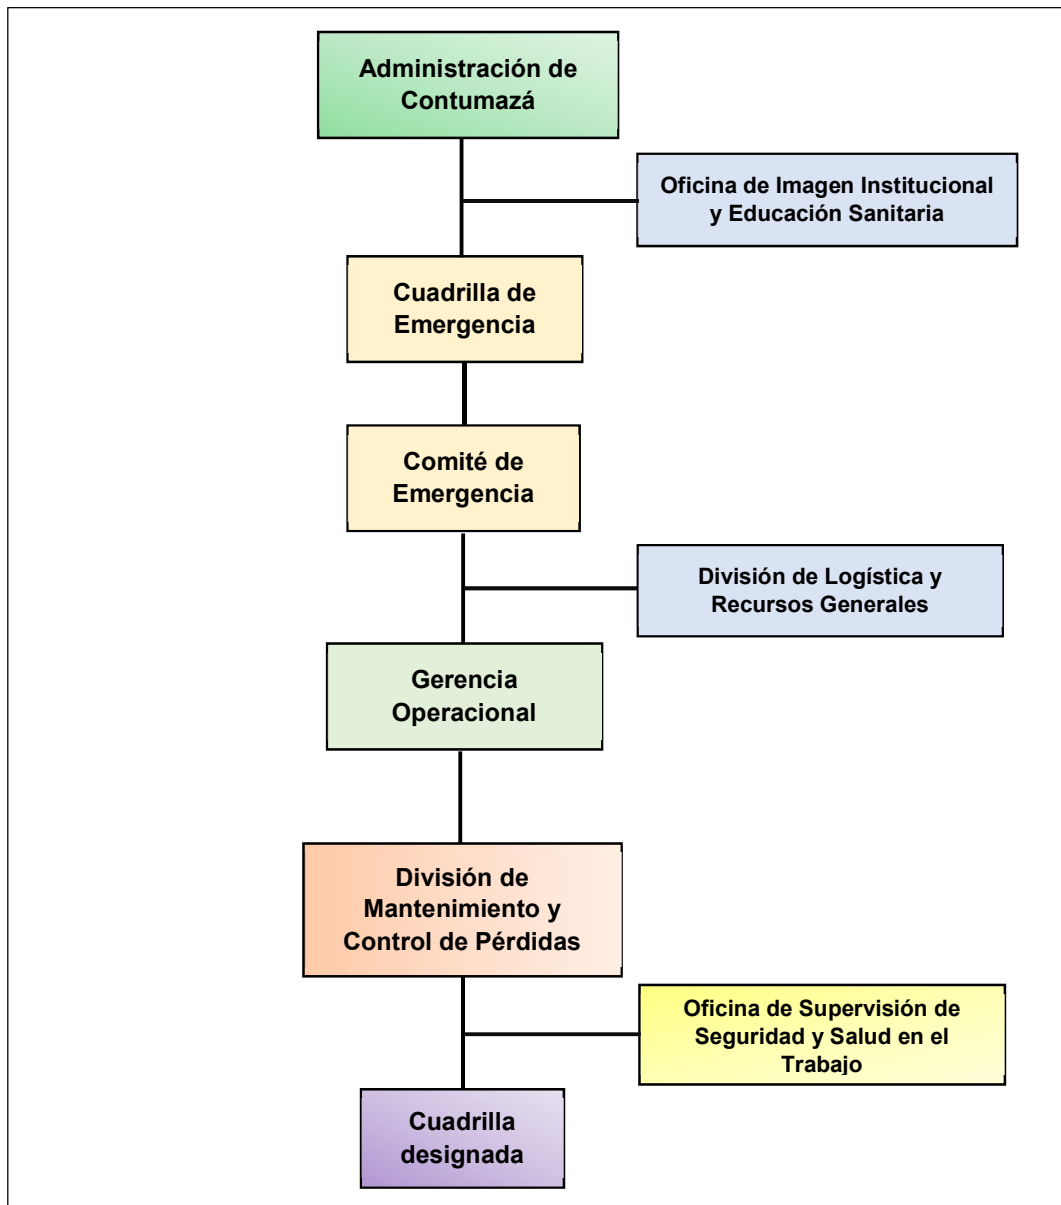 Administración de
Contumazá
Oficina de Imagen Institucional
y Educación Sanitaria
Cuadrilla de
Emergencia
Comité de
Emergencia
División de Logística y
Recursos Generales
Gerencia
Operacional
División de
Mantenimiento y
Control de Pérdidas
Oficina de Supervisión de
Seguridad y Salud en el
Trabajo
Cuadrilla
designada